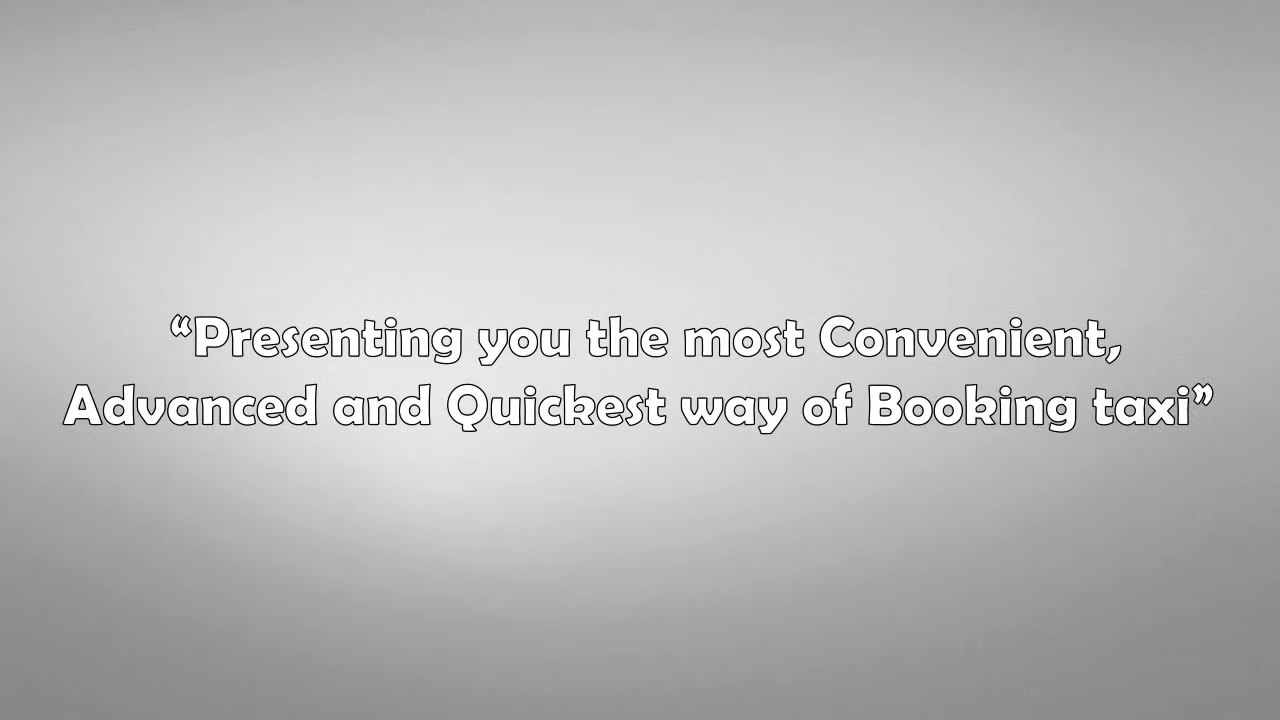 “Presenting you the most Convenient,
Advanced and Quickest way of Booking taxi”